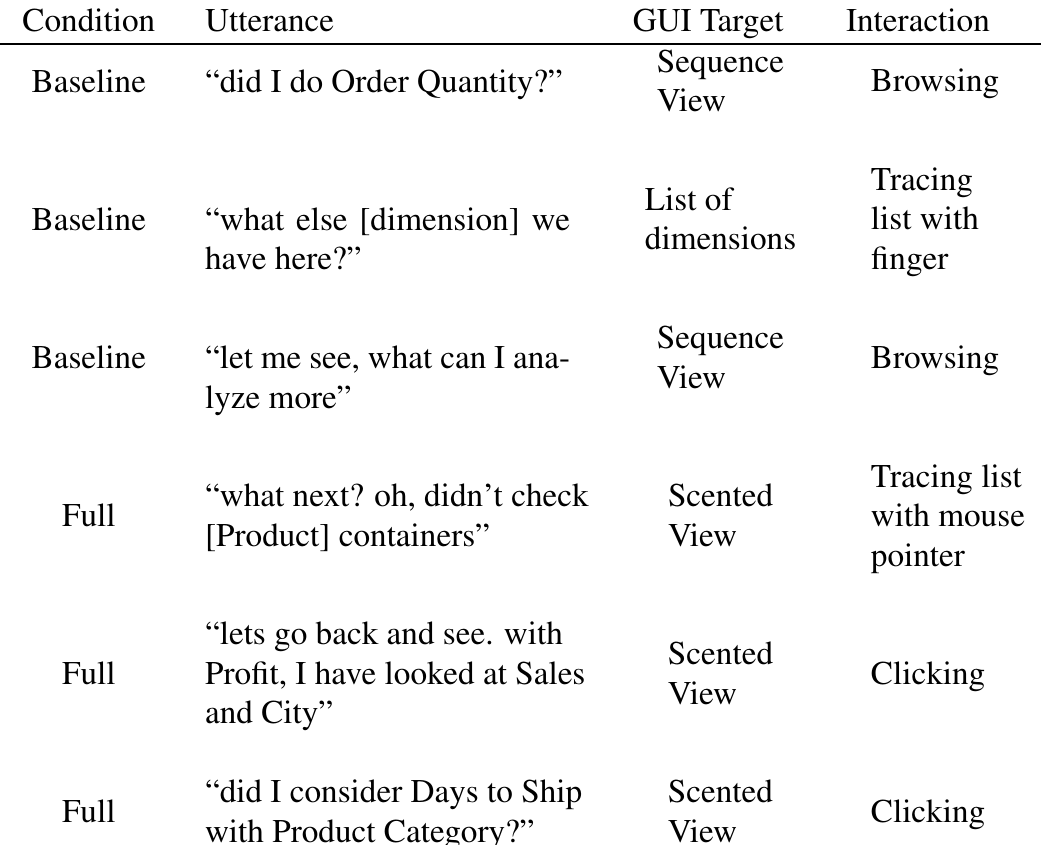 Condition Utterance GUI Target Interaction
Baseline “did I do Order Quantity?” Sequence View Browsing
Baseline “what else [dimension] we
have here?” List of
dimensions Tracing
list with
finger
Baseline “let me see, what can I ana-
lyze more” Sequence
View Browsing
Full “what next? oh, didn’t check
[Product] containers” Scented
View Tracing list
with mouse
pointer
Full “lets go back and see. with
Profit, I have looked at Sales
and City” Scented
View Clicking
Full “did I consider Days to Ship
with Product Category?” Scented
View Clicking